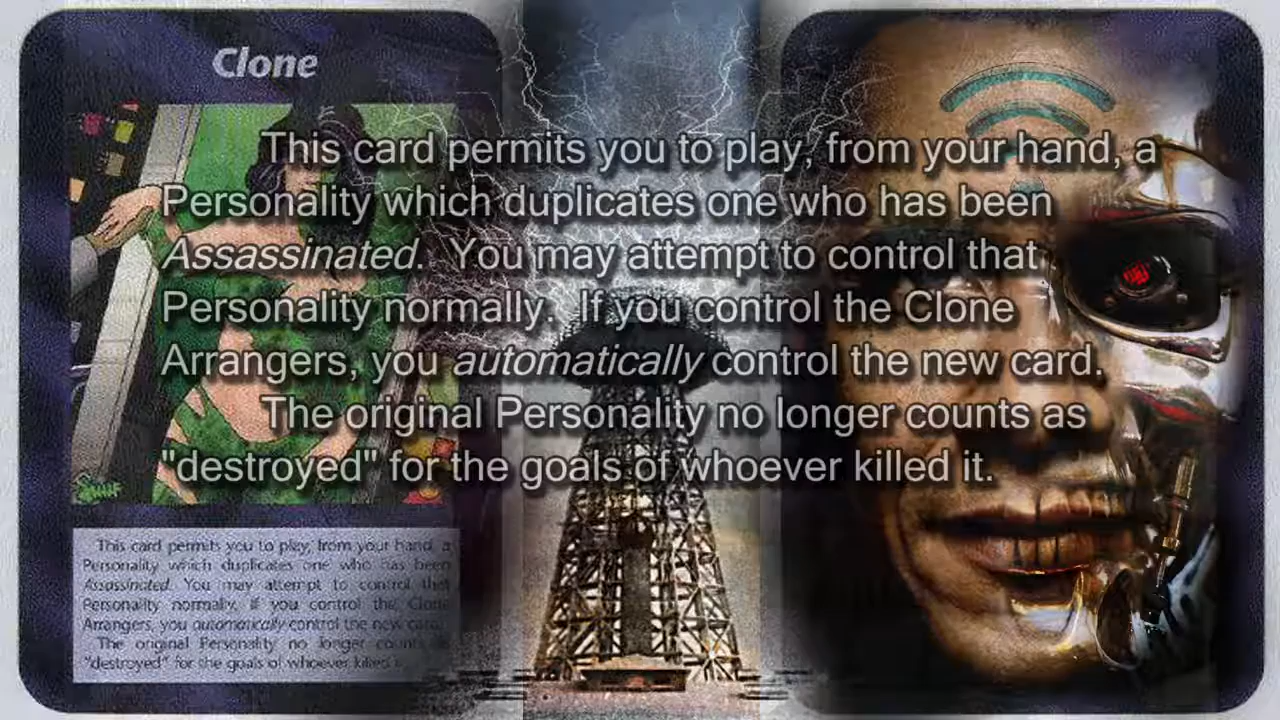 Clone
This card permits you to play, from your hand, a
Personality which duplicates one who has been
Assassinated. You may attempt to control that
Personality normally. If you control the Clone
Arrangers, you automatically control the new card.
The original Personality no longer counts as
"destroyed" for the goals of whoever killed it.
This card permits you to play, from your hand, a
Personality which duplicates one who has been
Assassinated. You may attempt to control that
Personality normally. If you control the Clone
Arrangers, you automatically control the new card.
The original Personality no longer counts
"destroyed" for the goals of whoever killed